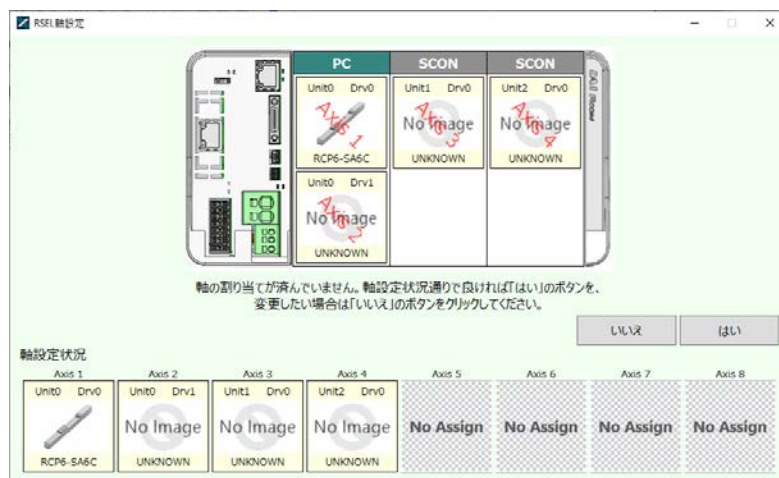 RSEL軸設定
PC SCON SCON
Unit0 Drv0 Unit1 Drv0 Unit2 Drv0
Axis 1 No Image Axis 3 No Image Axis 4
RCP6-SA6C UNKNOWN UNKNOWN
Unit0 Drv1
No Image Axis 2
UNKNOWN
軸の割り当てが済んでいません。軸設定状況通りで良ければ「はい」のボタンを、
変更したい場合は「いいえ」のボタンをクリックしてください。
いいえ はい
軸設定状況
Axis 1 Axis 2 Axis 3 Axis 4 Axis 5 Axis 6 Axis 7 Axis 8
Unit0 Drv0 Unit0 Drv1 Unit1 Drv0 Unit2 Drv0
No Image No Image No Image No Assign No Assign No Assign No Assign
RCP6-SA6C UNKNOWN UNKNOWN UNKNOWN